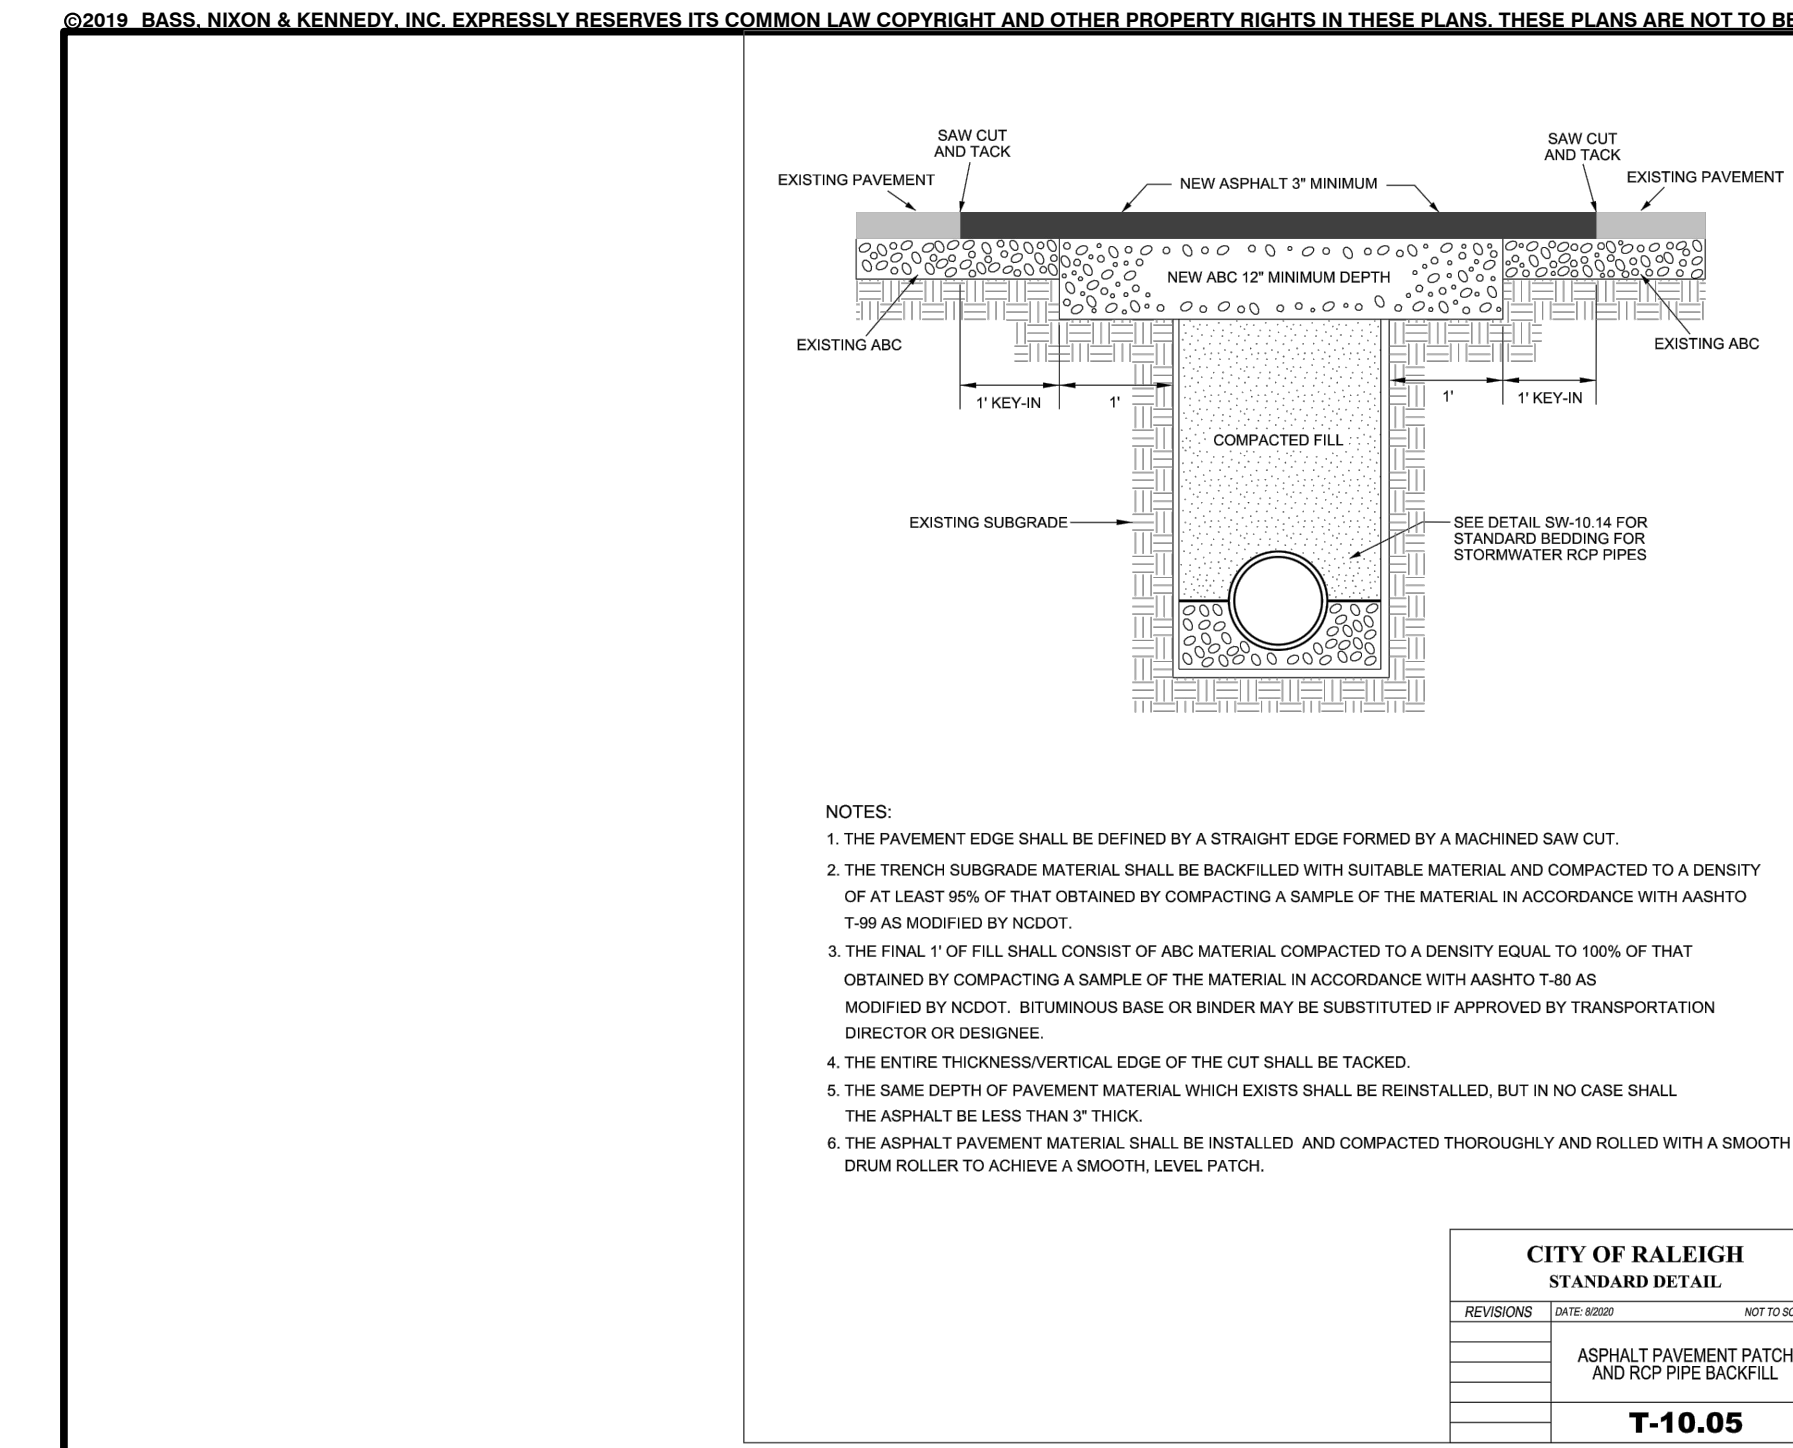 ©2019 BASS, NIXON & KENNEDY, INC. EXPRESSLY RESERVES ITS COMMON LAW COPYRIGHT AND OTHER PROPERTY RIGHTS IN THESE PLANS. THESE PLANS ARE NOT TO BE
SAW CUT
AND TACK
SAW CUT
AND TACK
EXISTING PAVEMENT
NEW ASPHALT 3" MINIMUM
EXISTING PAVEMENT
NEW ABC 12" MINIMUM DEPTH
EXISTING ABC
EXISTING ABC
1' KEY-IN
1'
1'
1' KEY-IN
COMPACTED FILL
EXISTING SUBGRADE
SEE DETAIL SW-10.14 FOR
STANDARD BEDDING FOR
STORMWATER RCP PIPES
NOTES:
1. THE PAVEMENT EDGE SHALL BE DEFINED BY A STRAIGHT EDGE FORMED BY A MACHINED SAW CUT.
2. THE TRENCH SUBGRADE MATERIAL SHALL BE BACKFILLED WITH SUITABLE MATERIAL AND COMPACTED TO A DENSITY
OF AT LEAST 95% OF THAT OBTAINED BY COMPACTING A SAMPLE OF THE MATERIAL IN ACCORDANCE WITH AASHTO
T-99 AS MODIFIED BY NCDOT.
3. THE FINAL 1' OF FILL SHALL CONSIST OF ABC MATERIAL COMPACTED TO A DENSITY EQUAL TO 100% OF THAT
OBTAINED BY COMPACTING A SAMPLE OF THE MATERIAL IN ACCORDANCE WITH AASHTO T-80 AS
MODIFIED BY NCDOT. BITUMINOUS BASE OR BINDER MAY BE SUBSTITUTED IF APPROVED BY TRANSPORTATION
DIRECTOR OR DESIGNEE.
4. THE ENTIRE THICKNESS/VERTICAL EDGE OF THE CUT SHALL BE TACKED.
5. THE SAME DEPTH OF PAVEMENT MATERIAL WHICH EXISTS SHALL BE REINSTALLED, BUT IN NO CASE SHALL
THE ASPHALT BE LESS THAN 3" THICK.
6. THE ASPHALT PAVEMENT MATERIAL SHALL BE INSTALLED AND COMPACTED THOROUGHLY AND ROLLED WITH A SMOOTH
DRUM ROLLER TO ACHIEVE A SMOOTH, LEVEL PATCH.
CITY OF RALEIGH
STANDARD DETAIL
REVISIONS
DATE: 8/2020
NOT TO
ASPHALT PAVEMENT PATCH
AND RCP PIPE BACKFILL
T-10.05